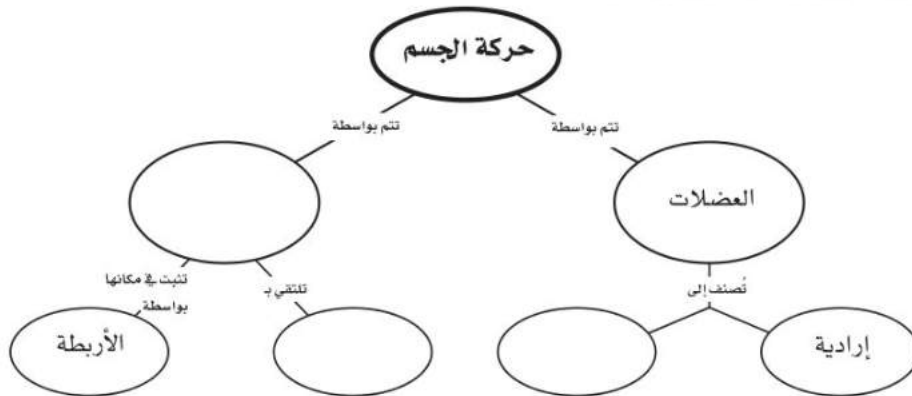 حركة الجسم
تتم بواسطة
تتم بواسطة
العضلات
تُصنف إلى
تلتقي بـ
تثبت في مكانها
بواسطة
إرادية
الأربطة